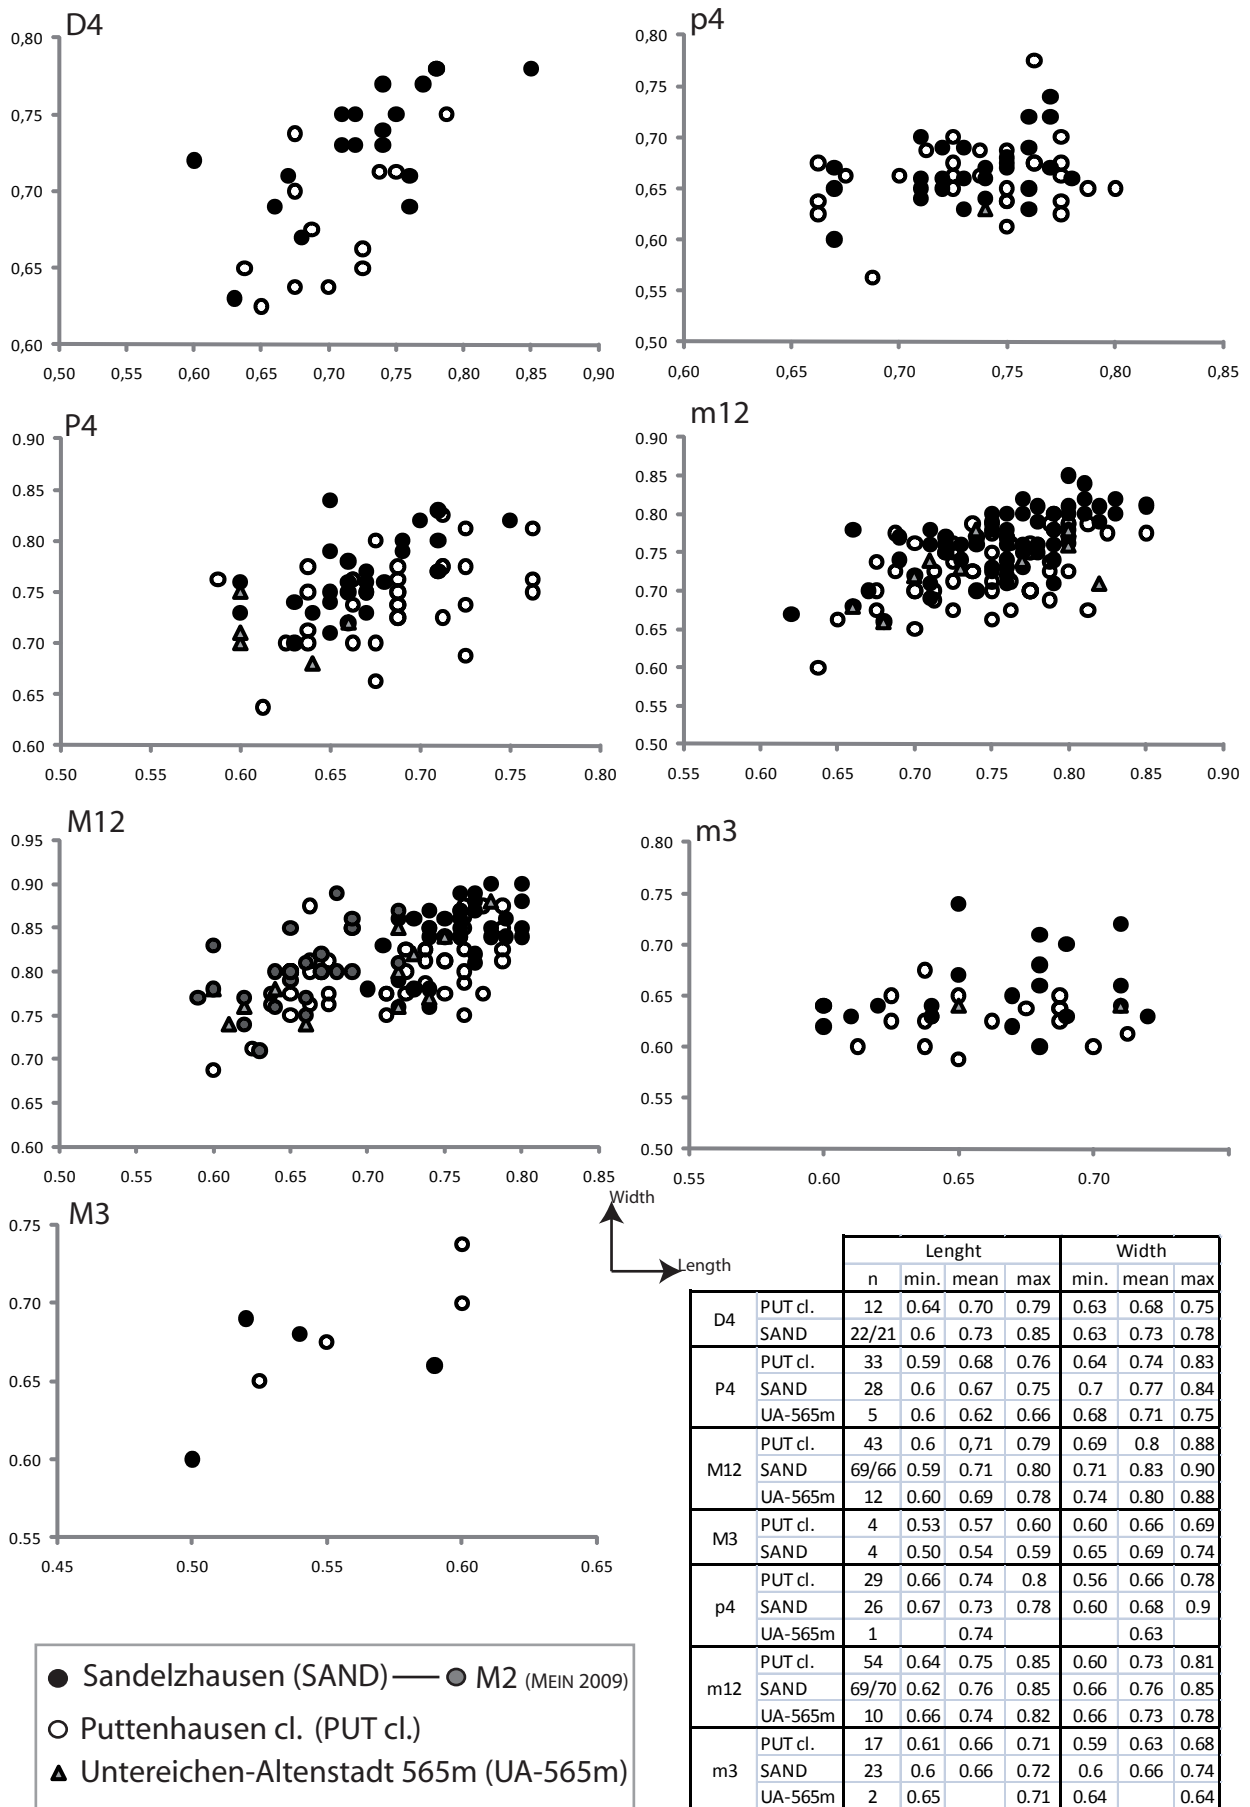 D4
0,80
0,75
0,70
0,65
0,60
0,50 0,55 0,60 0,65 0,70 0,75 0,80 0,85 0,90
p4
0,80
0,75
0,70
0,65
0,60
0,55
0,50
0,60 0,65 0,70 0,75 0,80 0,85
P4
0.90
0.85
0.80
0.75
0.70
0.65
0.60
0.50 0.55 0.60 0.65 0.70 0.75 0.80
m12
0.90
0.85
0.80
0.75
0.70
0.65
0.60
0.55
0.50
0.55 0.60 0.65 0.70 0.75 0.80 0.85 0.90
M12
0.95
0.90
0.85
0.80
0.75
0.70
0.65
0.60
0.50 0.55 0.60 0.65 0.70 0.75 0.80 0.85
m3
0.80
0.75
0.70
0.65
0.60
0.55
0.50
0.55 0.60 0.65 0.70
M3
0.75
0.70
0.65
0.60
0.55
0.45 0.50 0.55 0.60 0.65
Width
Length
Lenght Width
n min. mean max min. mean max
D4 PUT cl. 12 0.64 0.70 0.79 0.63 0.68 0.75
SAND 22/21 0.6 0.73 0.85 0.63 0.73 0.78
P4 PUT cl. 33 0.59 0.68 0.76 0.64 0.74 0.83
SAND 28 0.6 0.67 0.75 0.7 0.77 0.84
UA-565m 5 0.6 0.62 0.66 0.68 0.71 0.75
M12 PUT cl. 43 0.6 0,71 0.79 0.69 0.8 0.88
SAND 69/66 0.59 0.71 0.80 0.71 0.83 0.90
UA-565m 12 0.60 0.69 0.78 0.74 0.80 0.88
M3 PUT cl. 4 0.53 0.57 0.60 0.60 0.66 0.69
SAND 4 0.50 0.54 0.59 0.65 0.69 0.74
p4 PUT cl. 29 0.66 0.74 0.8 0.56 0.66 0.78
SAND 26 0.67 0.73 0.78 0.60 0.68 0.9
UA-565m 1 0.74 0.63
m12 PUT cl. 54 0.64 0.75 0.85 0.60 0.73 0.81
SAND 69/70 0.62 0.76 0.85 0.66 0.76 0.85
UA-565m 10 0.66 0.74 0.82 0.66 0.73 0.78
m3 PUT cl. 17 0.61 0.66 0.71 0.59 0.63 0.68
SAND 23 0.6 0.66 0.72 0.6 0.66 0.74
UA-565m 2 0.65 0.71 0.64 0.64
Sandelzhausen (SAND) — M2 (MEIN 2009)
Puttenhausen cl. (PUT cl.)
Untereichen-Altenstadt 565m (UA-565m)